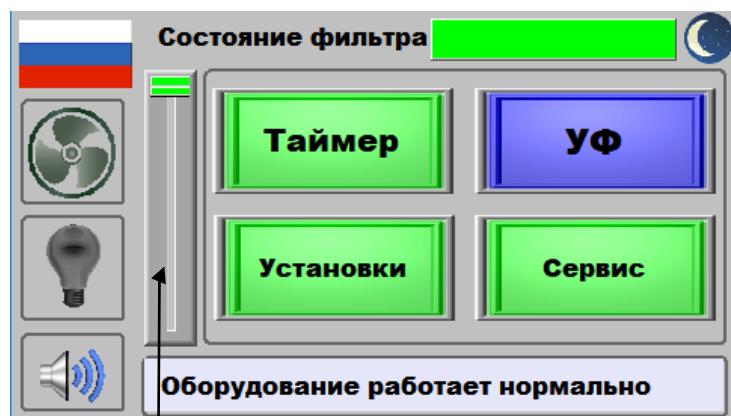 Состояние фильтра
Таймер
УФ
Установки
Сервис
Оборудование работает нормально